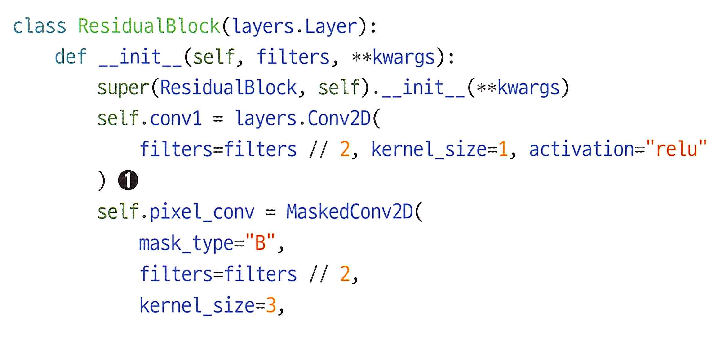 class ResidualBlock(layers.Layer):
    def __init__(self, filters, **kwargs):
        super(ResidualBlock, self).__init__(**kwargs)
        self.conv1 = layers.Conv2D(
            filters=filters // 2, kernel_size=1, activation="relu"
        ) ❶
        self.pixel_conv = MaskedConv2D(
            mask_type="B",
            filters=filters // 2,
            kernel_size=3,